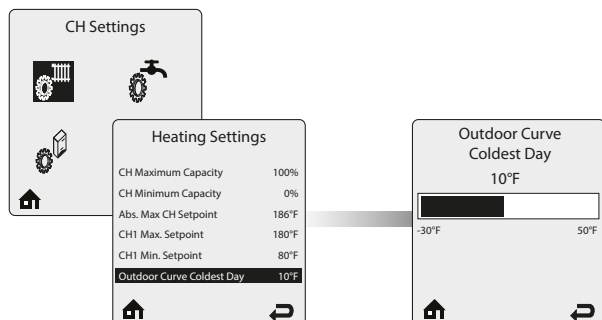 CH Settings
Heating Settings
CH Maximum Capacity 100%
CH Minimum Capacity 0%
Abs. Max CH Setpoint 186°F
CH1 Max. Setpoint 180°F
CH1 Min. Setpoint 80°F
Outdoor Curve Coldest Day 10°F
Outdoor Curve
Coldest Day
10°F
-30°F 50°F